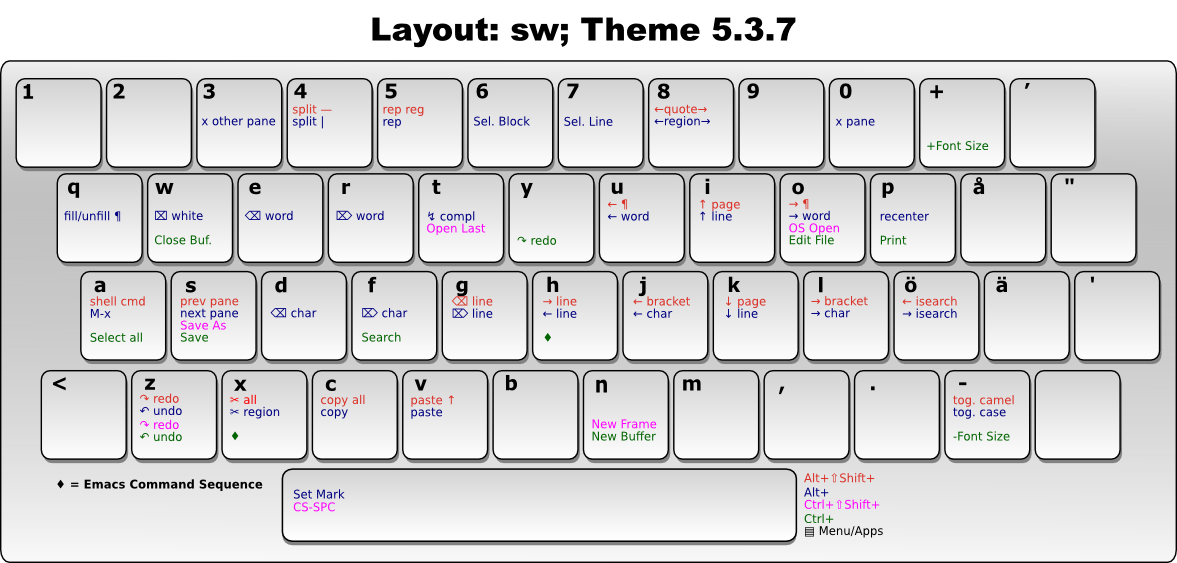 Layout: sw; Theme 5.3.7
1
2
3
x other pane
4
split —
split |
5
rep reg
rep
6
Sel. Block
7
Sel. Line
8
←quote→
←region→
9
0
x pane
+
+Font Size
′
q
fill/unfill ¶
w
⌧ white
Close Buf.
e
⌫ word
r
⌦ word
t
↯ compl
Open Last
y
↷ redo
u
← ¶
← word
i
↑ page
↑ line
o
→ ¶
→ word
OS Open
Edit File
p
recenter
Print
å
"
a
shell cmd
M-x
Select all
s
prev pane
next pane
Save As
Save
d
⌫ char
f
⌦ char
Search
g
⌫ line
⌦ line
h
→ line
← line
♦
j
← bracket
← char
k
↓ page
↓ line
l
→ bracket
→ char
ö
← isearch
→ isearch
ä
'
<
z
↷ redo
↶ undo
↷ redo
↶ undo
x
✂ all
✂ region
♦
c
copy all
copy
v
paste ↑
paste
b
n
New Frame
New Buffer
m
,
.
-
tog. camel
tog. case
-Font Size
♦ = Emacs Command Sequence
Set Mark
CS-SPC
Alt+⇧Shift+
Alt+
Ctrl+⇧Shift+
Ctrl+
▤ Menu/Apps